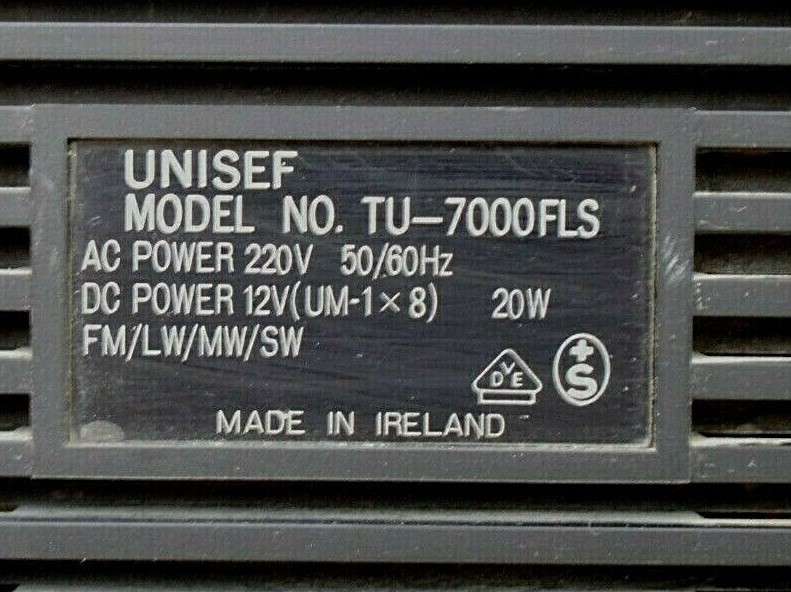 UNISEF
MODEL NO. TU-7000FLS
AC POWER 220V 50/60Hz
DC POWER 12V(UM-1×8) 20W
FM/LW/MW/SW
DVE
+S
MADE IN IRELAND